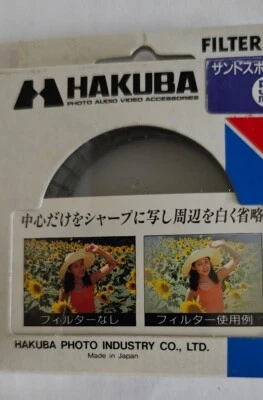 FILTER
HAKUBA
PHOTO AUDIO VIDEO ACCESSORIES
サンドスポ
中心だけをシャープに写し周辺を白く省略
フィルターなし
フィルター使用例
HAKUBA PHOTO INDUSTRY CO., LTD.
Made in Japan